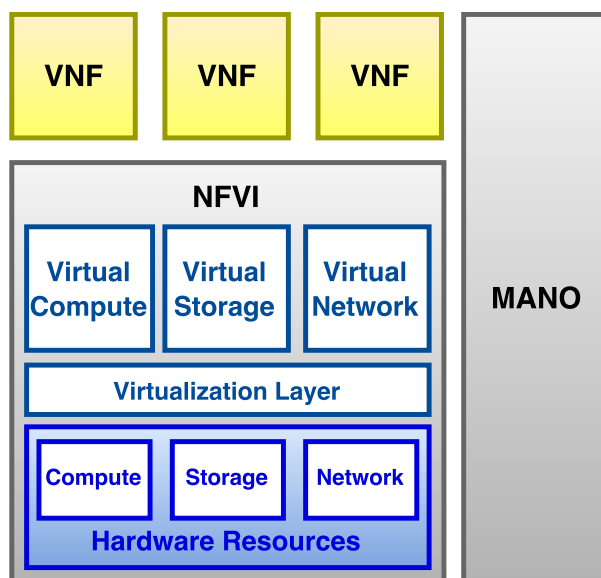 VNF
VNF
VNF
NFVI
Virtual
Compute
Virtual
Storage
Virtual
Network
MANO
Virtualization Layer
Compute
Storage
Network
Hardware Resources